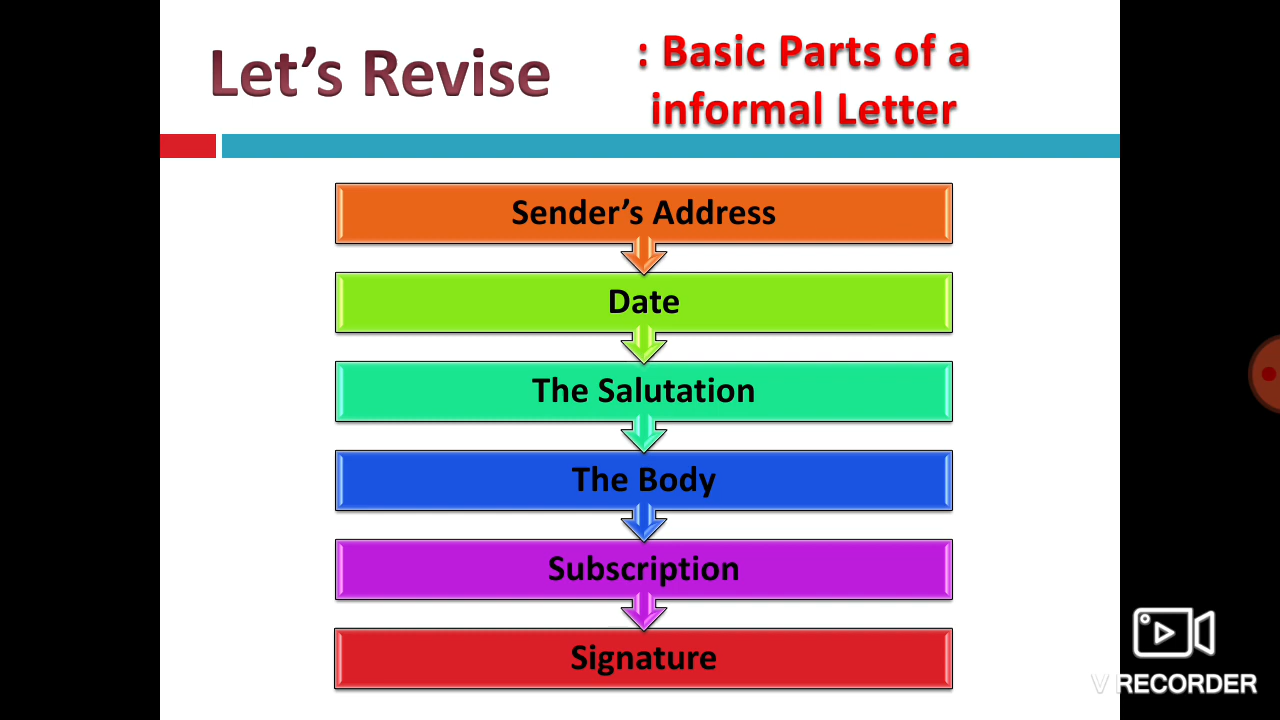 Let’s Revise
: Basic Parts of a
informal Letter
Sender’s Address
Date
The Salutation
The Body
Subscription
Signature
V RECORDER